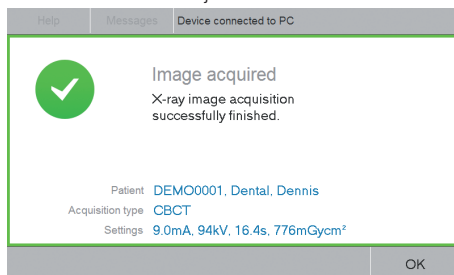 Help Messages Device connected to PC
Image acquired
X-ray image acquisition
successfully finished.
Patient DEMO0001, Dental, Dennis
Acquisition type CBCT
Settings 9.0mA, 94kV, 16.4s, 776mGycm²
OK